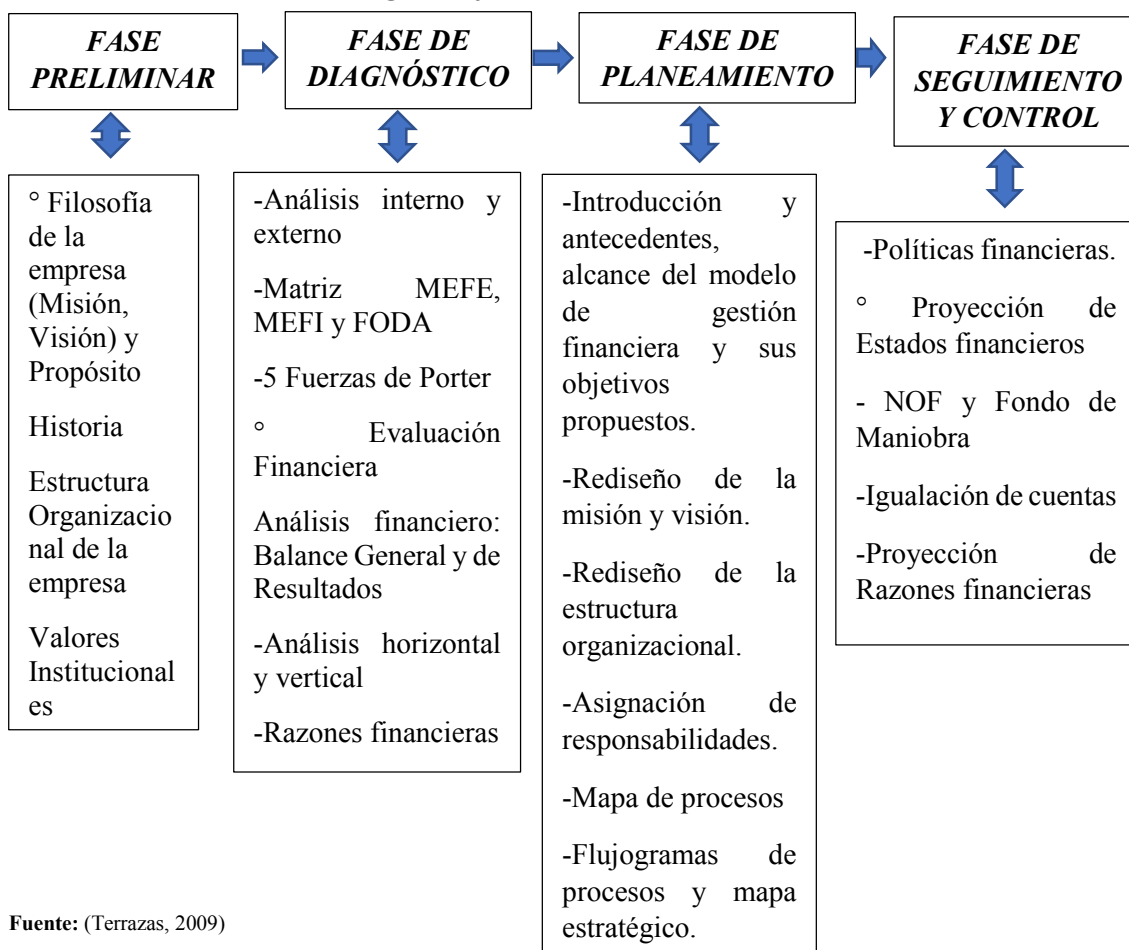 FASE
PRELIMINAR
FASE DE
DIAGNÓSTICO
FASE DE
PLANEAMIENTO
FASE DE
SEGUIMIENTO
Y CONTROL
° Filosofía
de la
empresa
(Misión,
Visión) y
Propósito
Historia
Estructura
Organizacio
nal de la
empresa
Valores
Institucional
es
-Análisis interno y
externo
-Matriz MEFE,
MEFI y FODA
-5 Fuerzas de Porter
° Evaluación
Financiera
Análisis financiero:
Balance General y de
Resultados
-Análisis horizontal
y vertical
-Razones financieras
-Introducción y
antecedentes,
alcance del modelo
de gestión
financiera y sus
objetivos
propuestos.
-Rediseño de la
misión y visión.
-Rediseño de la
estructura
organizacional.
-Asignación de
responsabilidades.
-Mapa de procesos
-Flujogramas de
procesos y mapa
estratégico.
-Políticas financieras.
° Proyección de
Estados financieros
- NOF y Fondo de
Maniobra
-Igualación de cuentas
-Proyección de
Razones financieras
Fuente: (Terrazas, 2009)